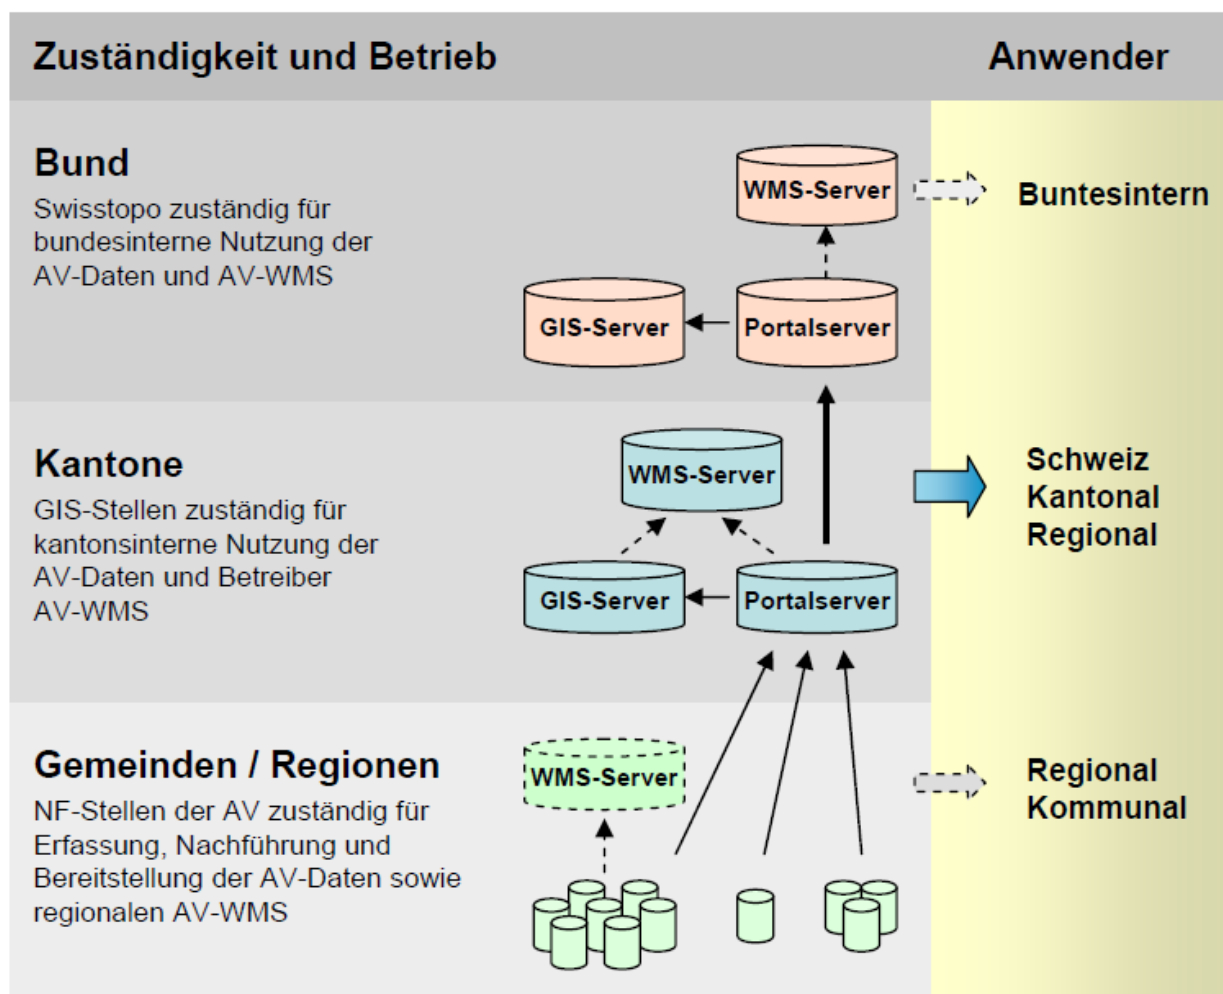 Zuständigkeit und Betrieb
Anwender
Bund
Swisstopo zuständig für
bundesinterne Nutzung der
AV-Daten und AV-WMS
WMS-Server
Buntesintern
GIS-Server
Portalserver
Kantone
GIS-Stellen zuständig für
kantonsinterne Nutzung der
AV-Daten und Betreiber
AV-WMS
WMS-Server
GIS-Server
Portalserver
Schweiz
Kantonal
Regional
Gemeinden / Regionen
NF-Stellen der AV zuständig für
Erfassung, Nachführung und
Bereitstellung der AV-Daten sowie
regionalen AV-WMS
WMS-Server
Regional
Kommunal